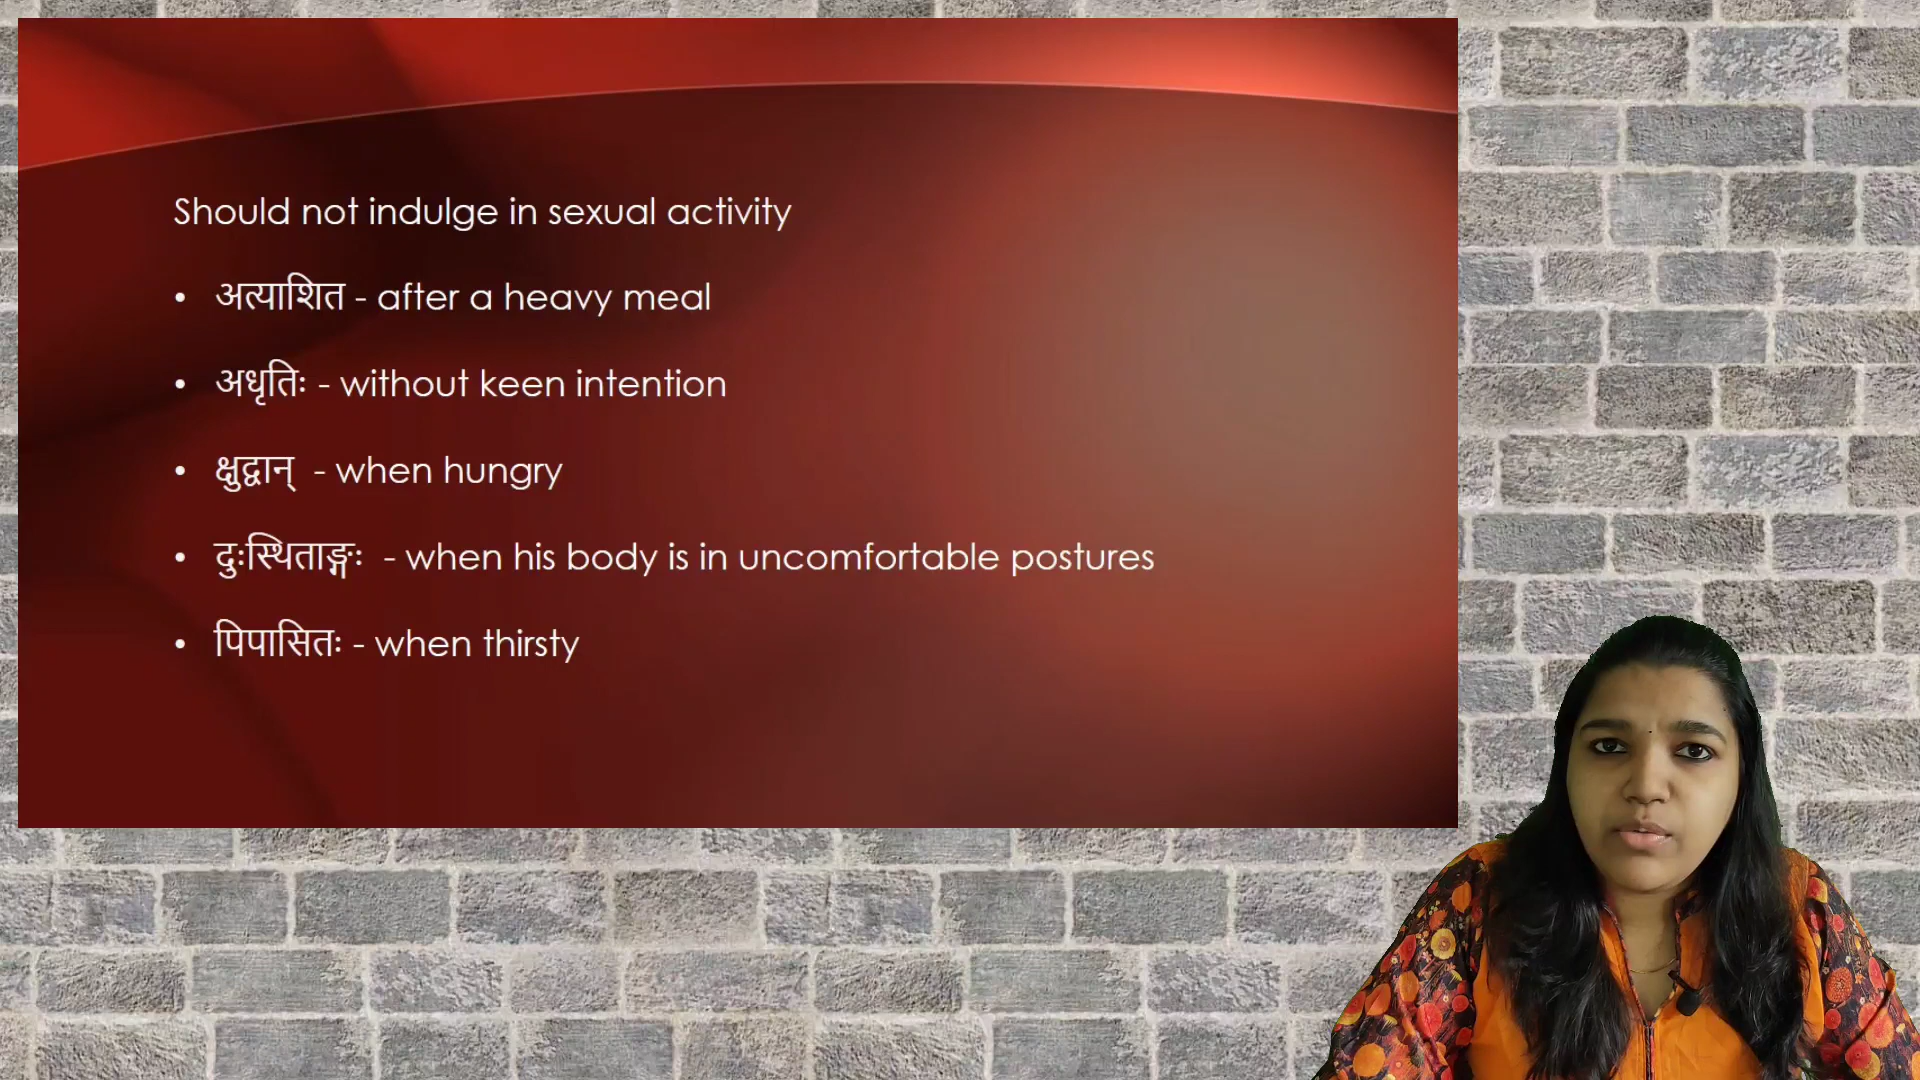 Should not indulge in sexual activity
• अत्याशित - after a heavy meal
• अधृतिः - without keen intention
• क्षुद्वान् - when hungry
• दुःस्थिताङ्गः - when his body is in uncomfortable postures
• पिपासितः - when thirsty